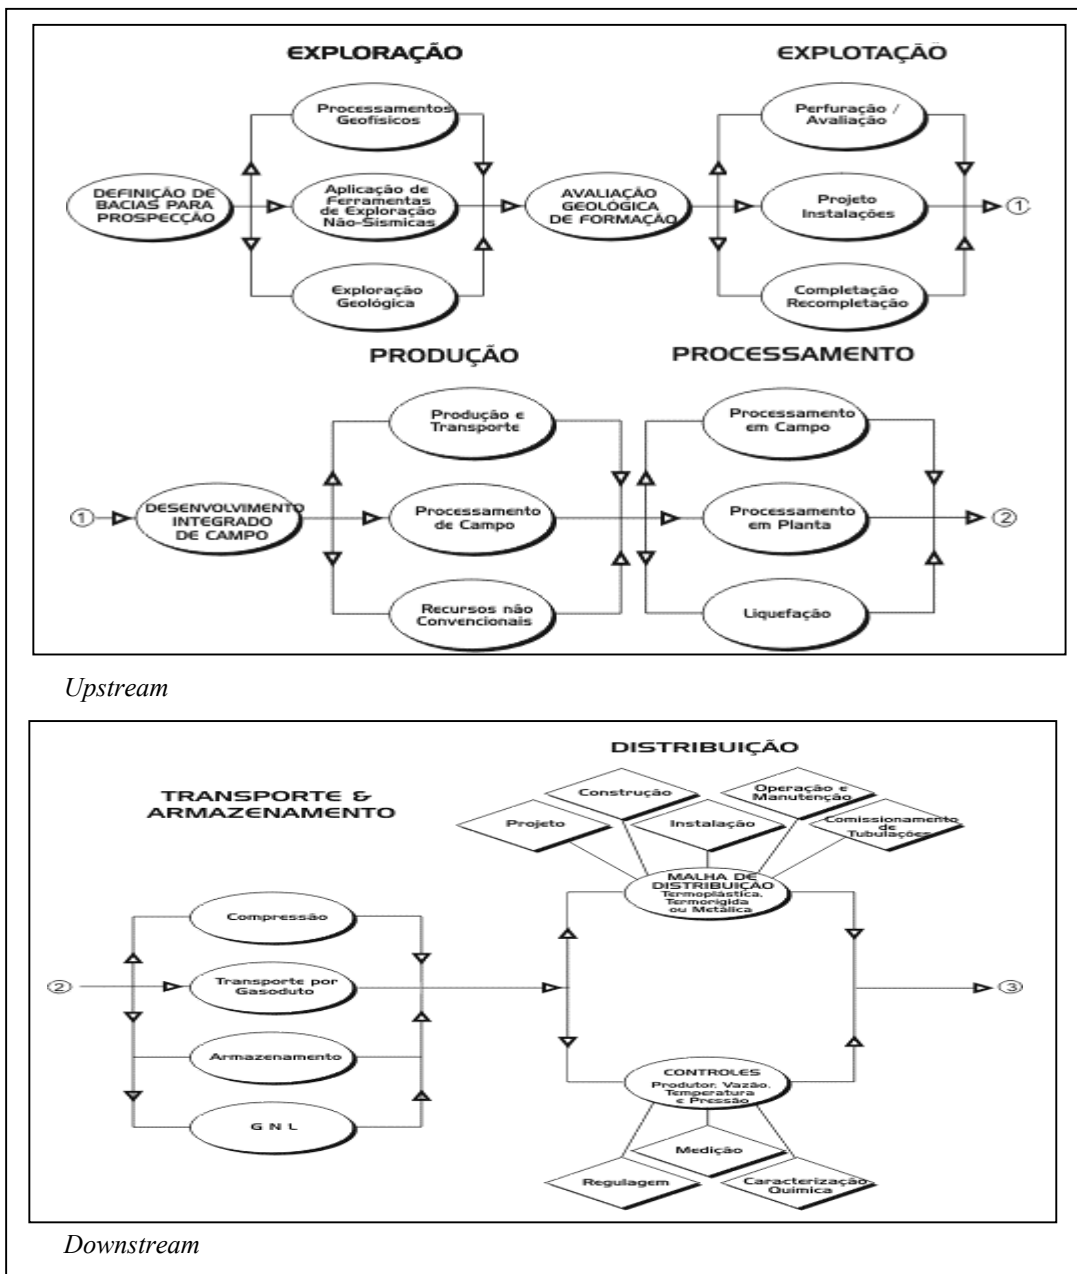 EXPLORAÇÃO
EXPLOTAÇÃO
Processamentos
Geofísicos
Perfuração /
Avaliação
DEFINIÇÃO DE
BACIAS PARA
PROSPECÇÃO
Aplicação de
Ferramentas
de Exploração
Não-Sísmicas
AVALIAÇÃO
GEOLÓGICA
DE FORMAÇÃO
Projeto
Instalações
1
Exploração
Geológica
Completação
Recompletação
PRODUÇÃO
PROCESSAMENTO
Produção e
Transporte
Processamento
em Campo
1
DESENVOLVIMENTO
INTEGRADO
DE CAMPO
Processamento
de Campo
Processamento
em Planta
2
Recursos não
Convencionais
Liquefação
Upstream
DISTRIBUIÇÃO
TRANSPORTE &
ARMAZENAMENTO
Projeto
Construção
Instalação
Operação e
Manutenção
Comissionamento
de
Tubulações
MALHA DE
DISTRIBUIÇÃO
Termoplástica,
Termorígida
ou Metálica
Compressão
2
Transporte por
Gasoduto
3
Armazenamento
G N L
CONTROLES
Produtor, Vazão,
Temperatura
e Pressão
Regulagem
Medição
Caracterização
Química
Downstream